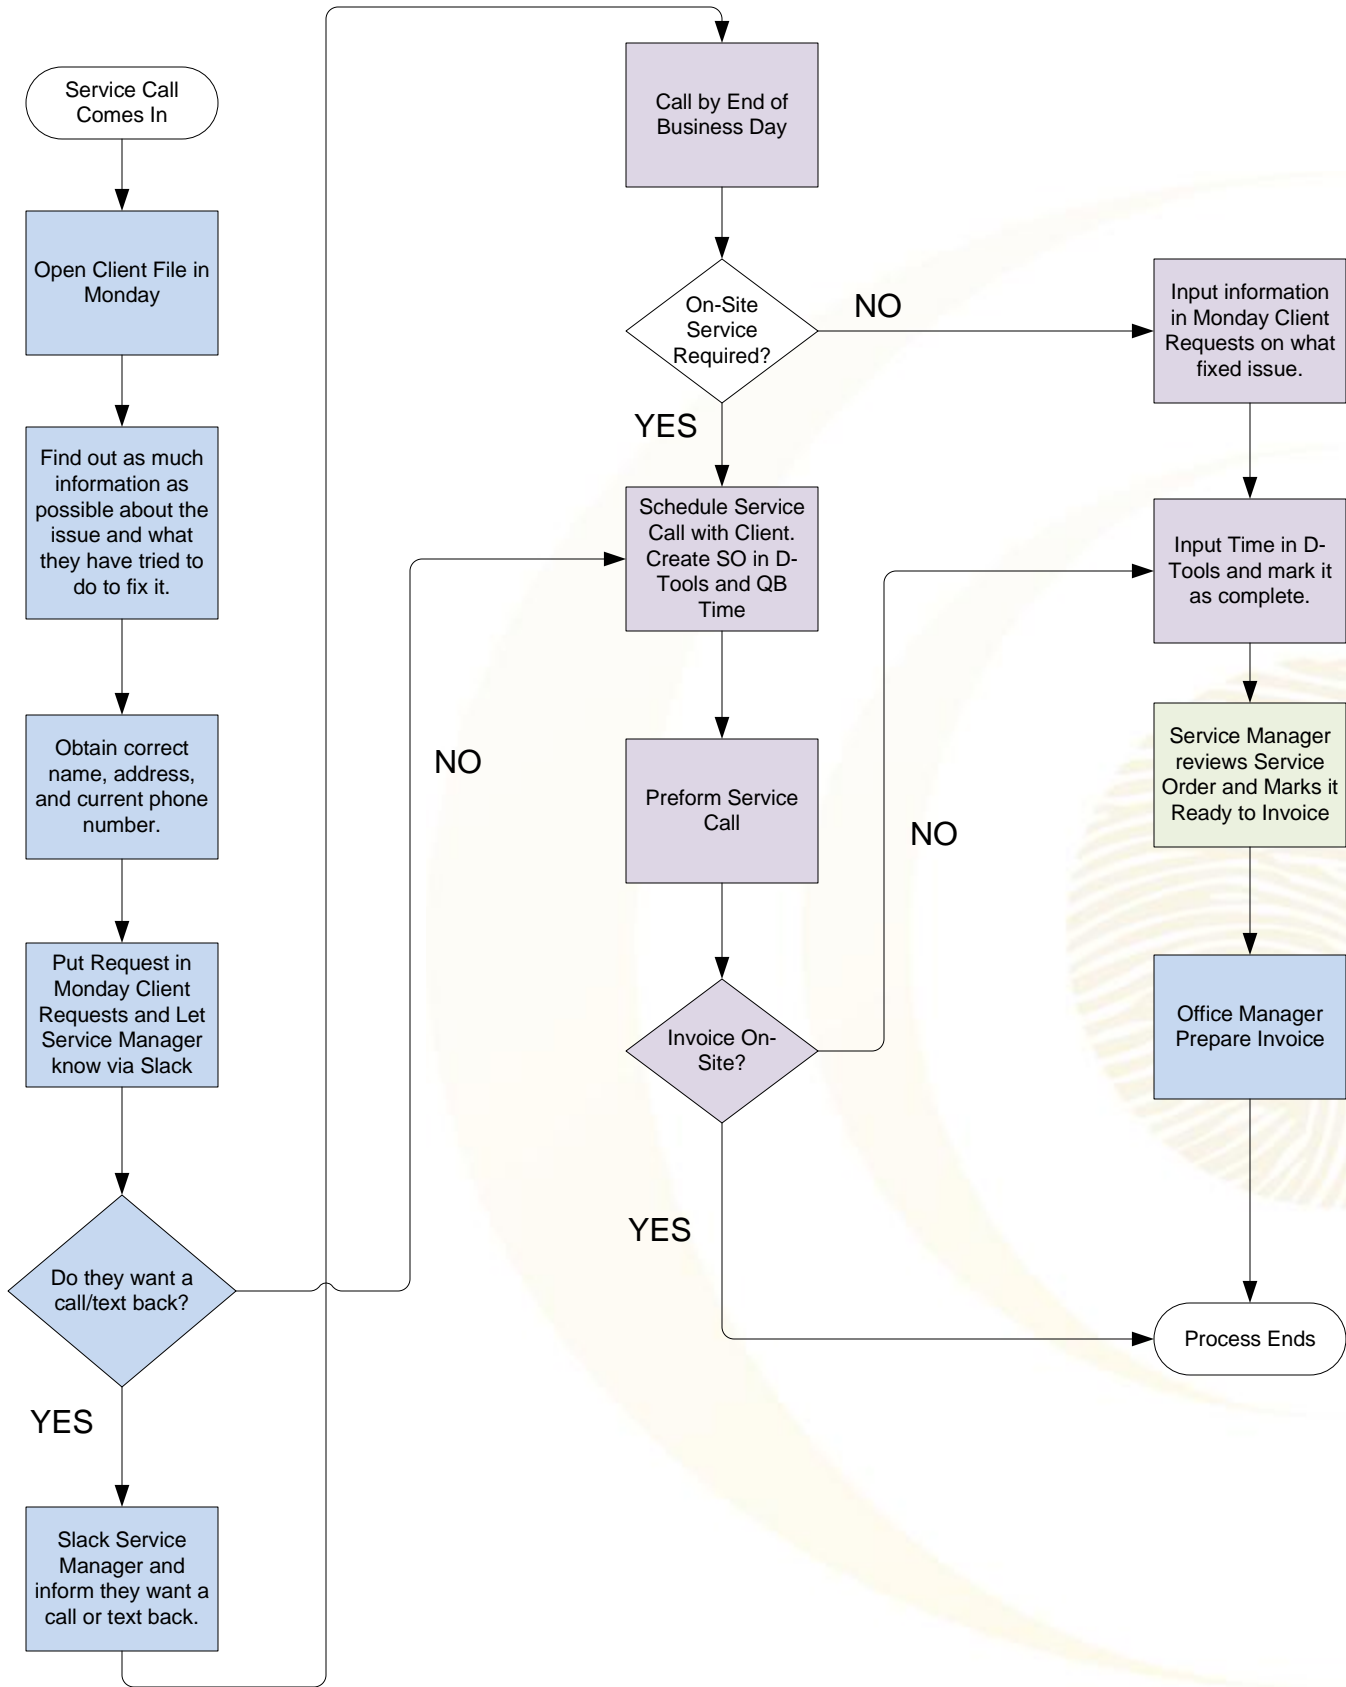 Service Call
Comes In
Open Client File in
Monday
Find out as much
information as
possible about the
issue and what
they have tried to
do to fix it.
Obtain correct
name, address,
and current phone
number.
Put Request in
Monday Client
Requests and Let
Service Manager
know via Slack
Do they want a
call/text back?
NO
YES
Slack Service
Manager and
inform they want a
call or text back.
Call by End of
Business Day
On-Site
Service
Required?
NO
YES
Schedule Service
Call with Client.
Create SO in D-
Tools and QB
Time
Preform Service
Call
Invoice On-
Site?
NO
YES
Input information
in Monday Client
Requests on what
fixed issue.
Input Time in D-
Tools and mark it
as complete.
Service Manager
reviews Service
Order and Marks it
Ready to Invoice
Office Manager
Prepare Invoice
Process Ends